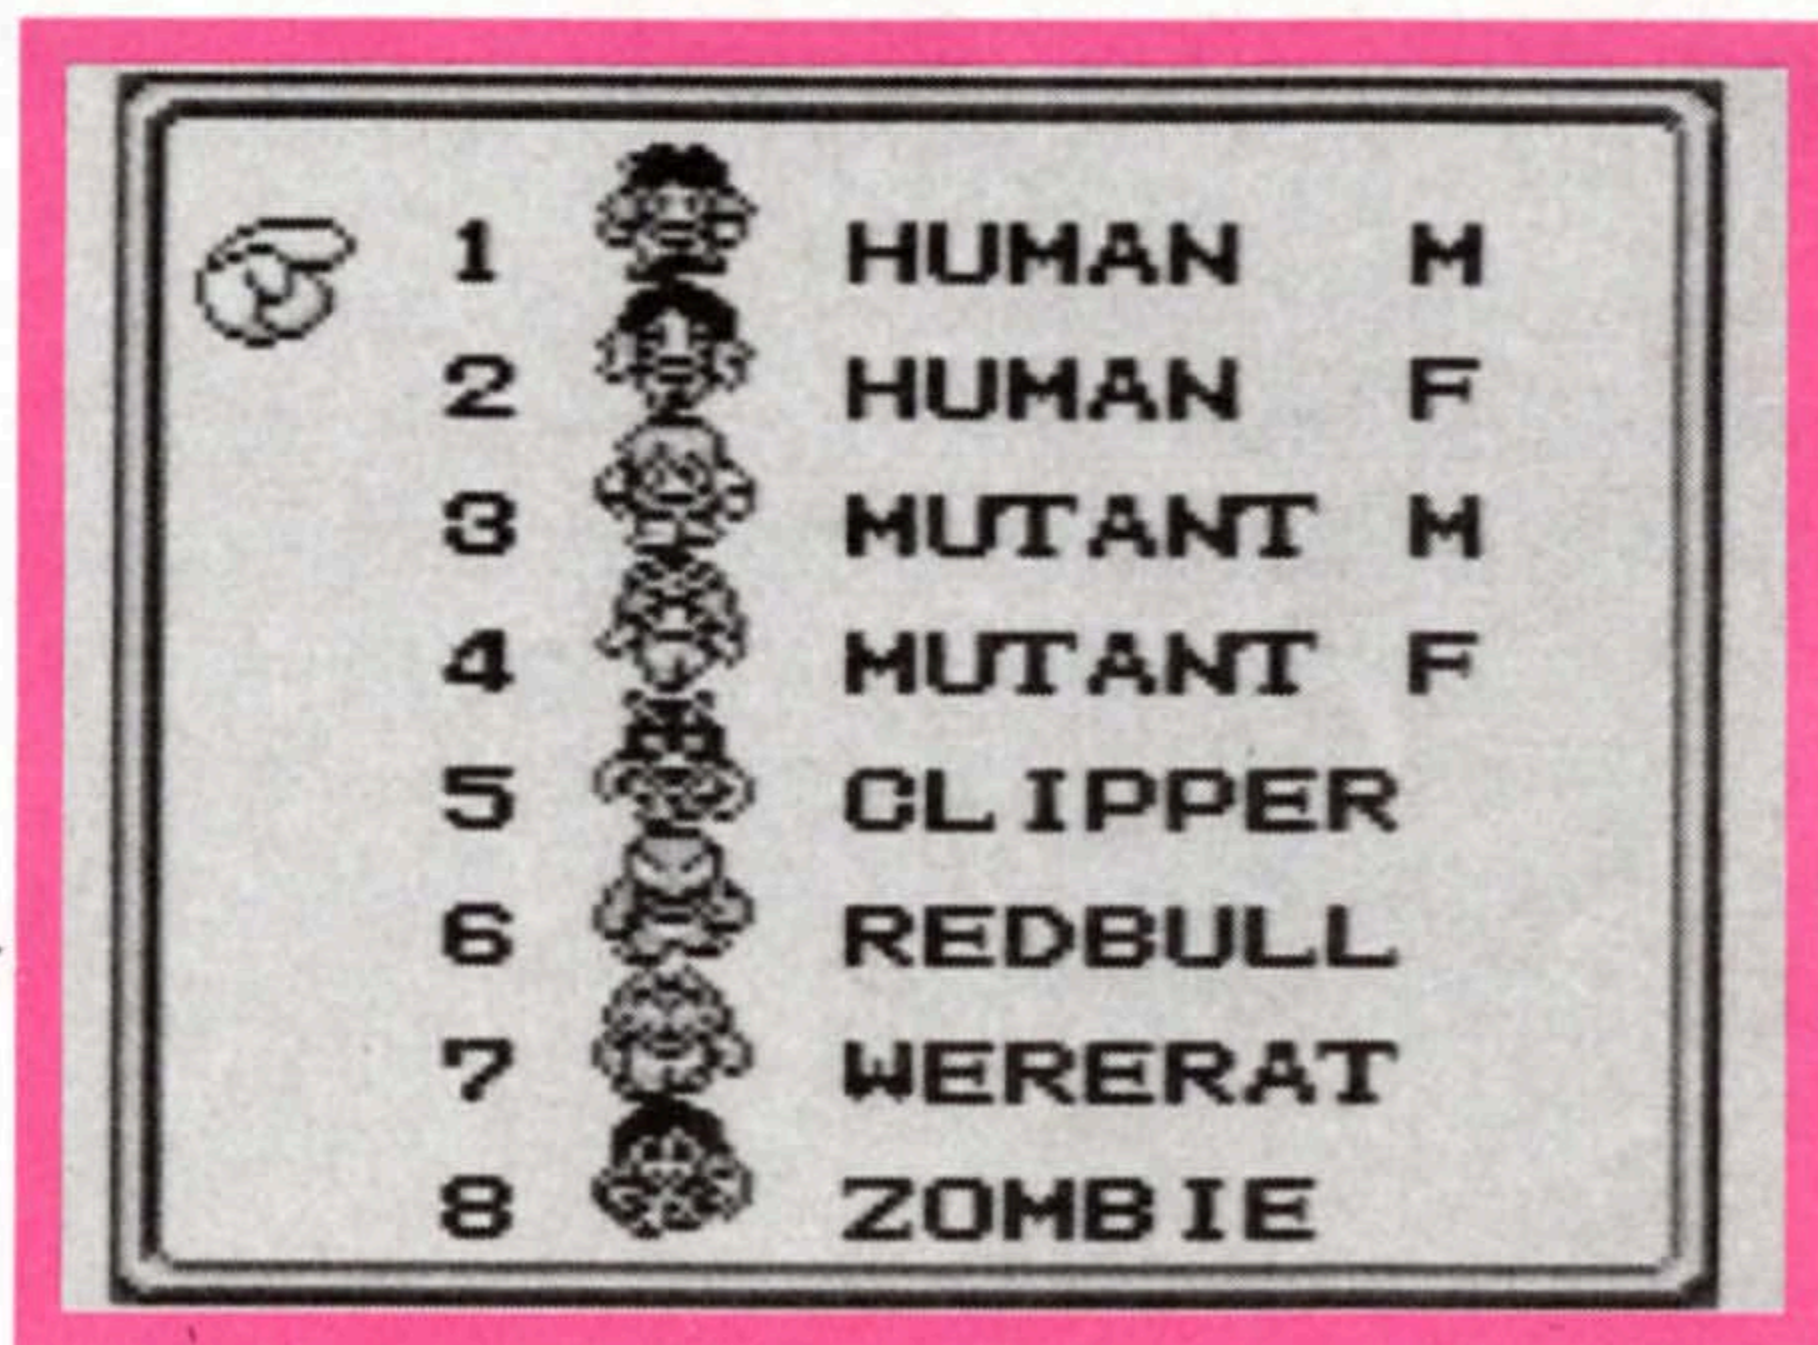 1 HUMAN M
2 HUMAN F
3 MUTANT M
4 MUTANT F
5 CLIPPER
6 REDBULL
7 WERERAT
8 ZOMBIE